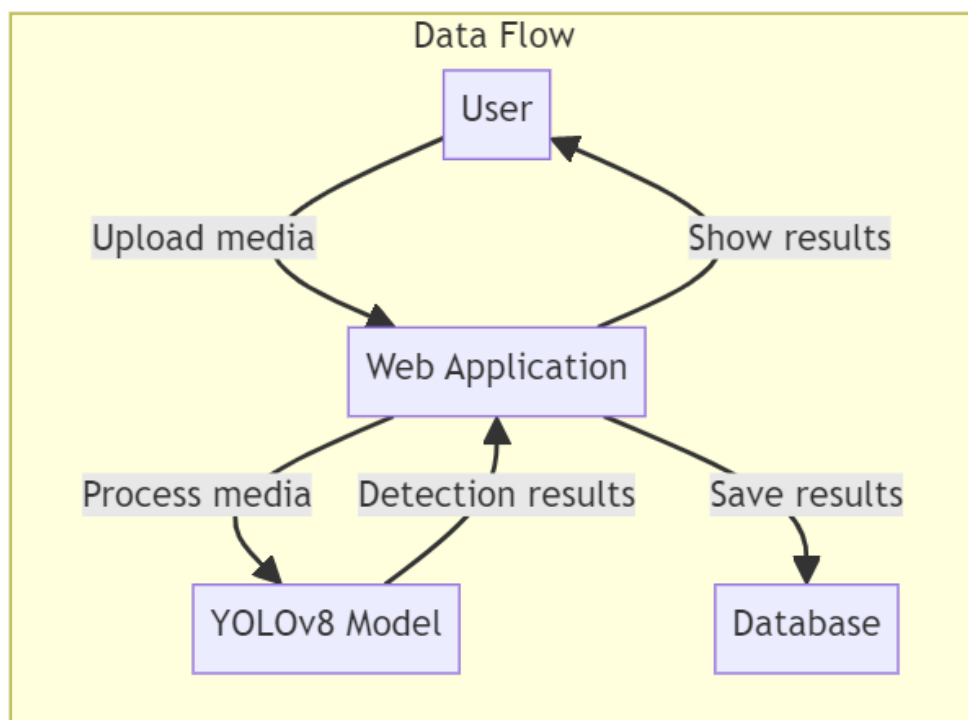 Data Flow
User
Upload media
Show results
Web Application
Process media
Detection results
Save results
YOLOv8 Model
Database